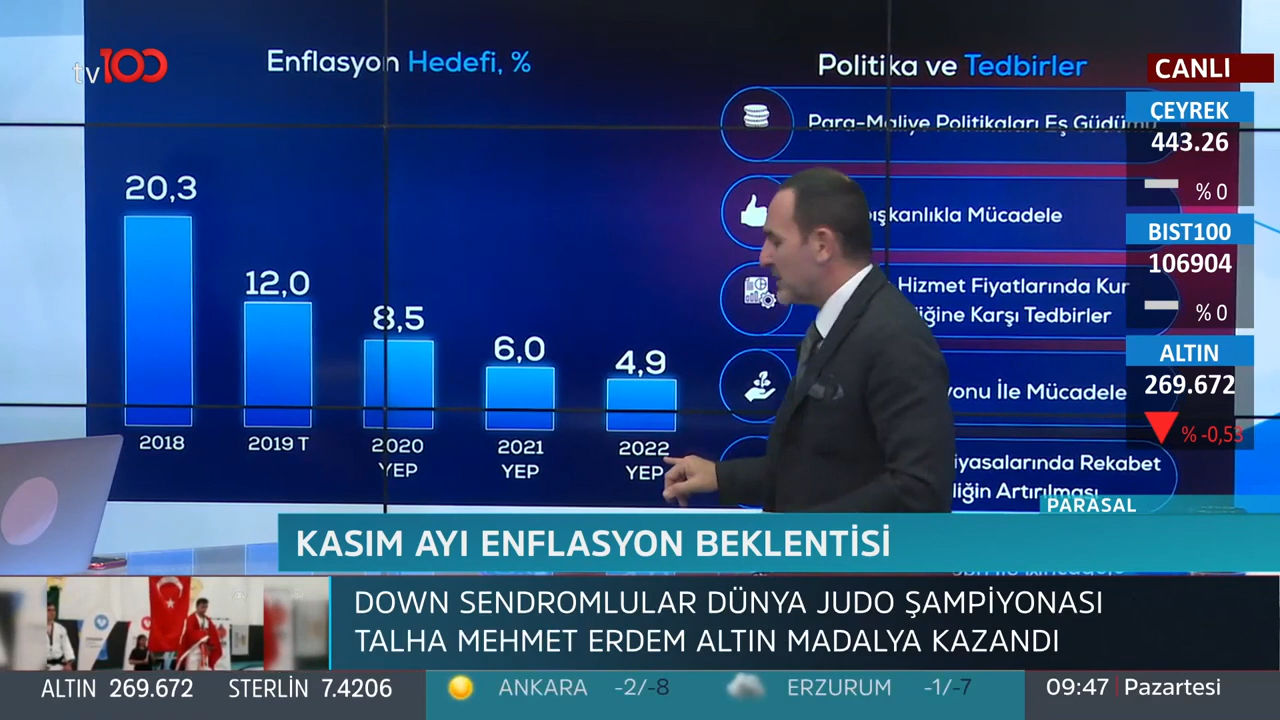 tv100
Enflasyon Hedefi, %
20,3
12,0
8,5
6,0
4,9
2018
2019 T
2020
YEP
2021
YEP
2022
YEP
Politika ve Tedbirler
Para-Maliye Politikaları Eş Güdümü
Mücadele
Hizmet Fiyatlarında Kur
Karşı Tedbirler
İle Mücadele
Rekabet
Artırılması
CANLI
ÇEYREK
443.26
% 0
BIST100
106904
% 0
ALTIN
269.672
% -0,53
PARASAL
KASIM AYI ENFLASYON BEKLENTİSİ
DOWN SENDROMLULAR DÜNYA JUDO ŞAMPİYONASI
TALHA MEHMET ERDEM ALTIN MADALYA KAZANDI
ALTIN 269.672 STERLİN 7.4206 ANKARA -2/-8 ERZURUM -1/-7 09:47 Pazartesi